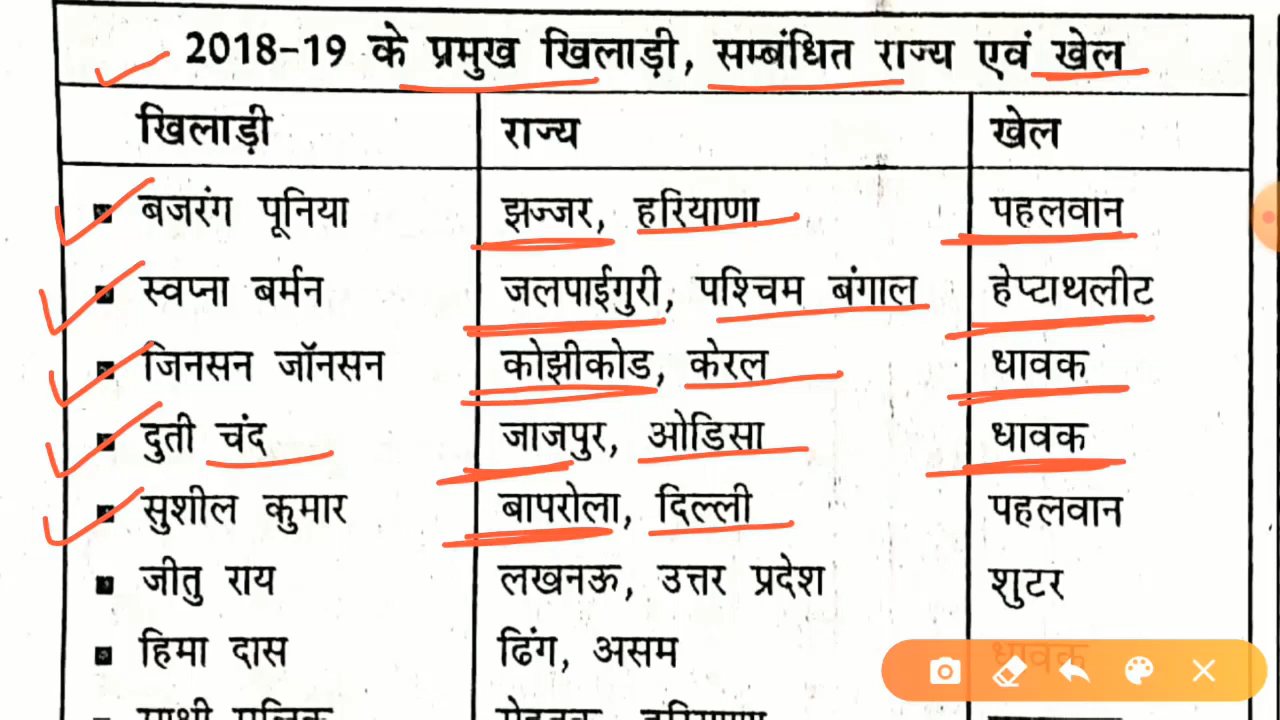 2018-19 के प्रमुख खिलाड़ी, सम्बंधित राज्य एवं खेल
खिलाड़ी राज्य खेल
▪ बजरंग पूनिया झज्जर, हरियाणा पहलवान
▪ स्वप्ना बर्मन जलपाईगुरी, पश्चिम बंगाल हेप्टाथलीट
▪ जिनसन जॉनसन कोझीकोड, केरल धावक
▪ दुती चंद जाजपुर, ओडिसा धावक
▪ सुशील कुमार बापरोला, दिल्ली पहलवान
▪ जीतु राय लखनऊ, उत्तर प्रदेश शुटर
▪ हिमा दास ढिंग, असम धावक